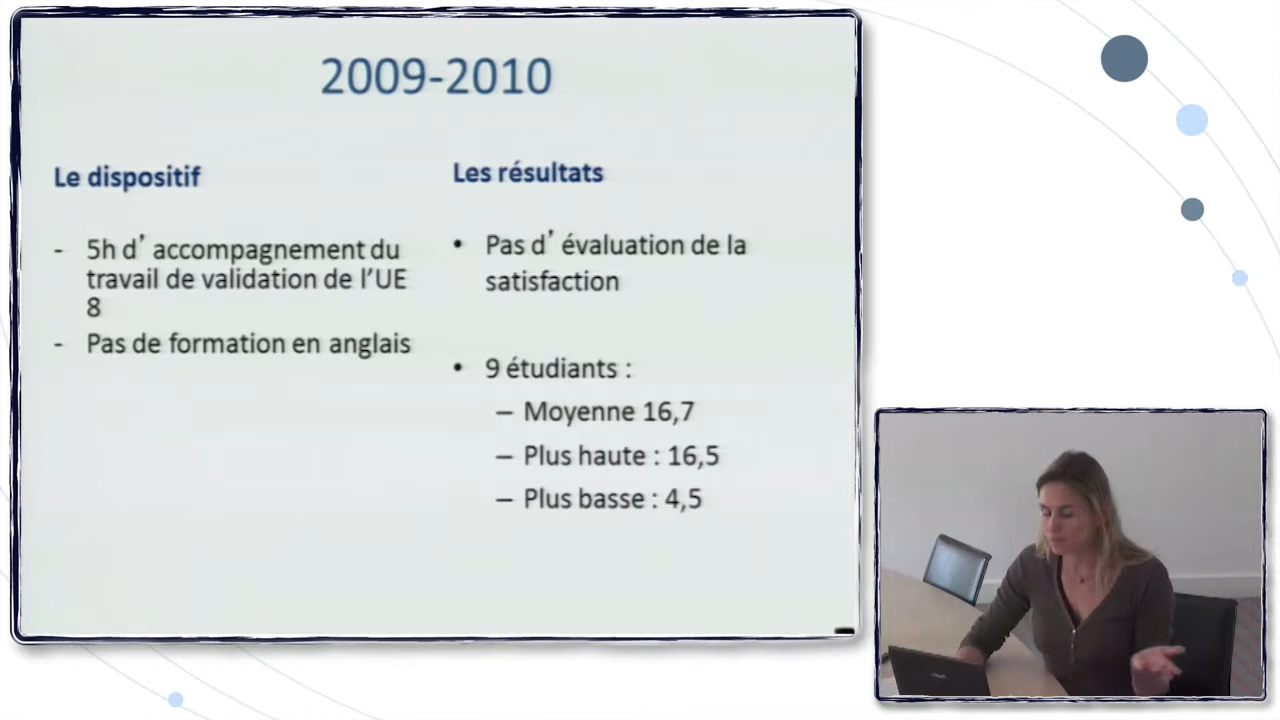 2009-2010
Le dispositif
- 5h d’ accompagnement du
travail de validation de l’UE
8
- Pas de formation en anglais
Les résultats
• Pas d’ évaluation de la
satisfaction
• 9 étudiants :
– Moyenne 16,7
– Plus haute : 16,5
– Plus basse : 4,5